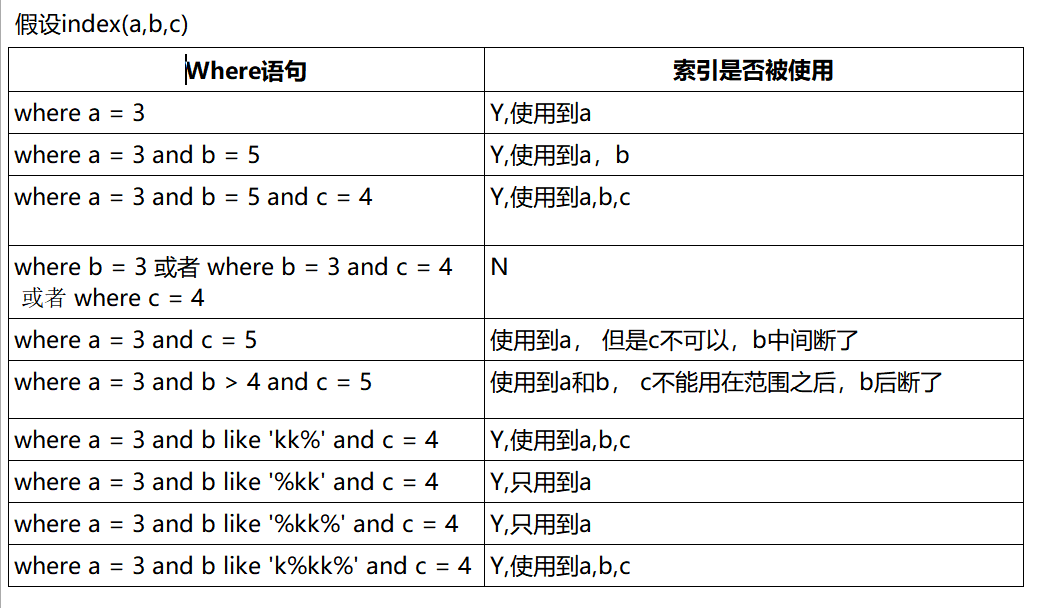 假设index(a,b,c)
Where语句 索引是否被使用
where a = 3 Y,使用到a
where a = 3 and b = 5 Y,使用到a，b
where a = 3 and b = 5 and c = 4 Y,使用到a,b,c
where b = 3 或者 where b = 3 and c = 4 N
或者 where c = 4
where a = 3 and c = 5 使用到a， 但是c不可以，b中间断了
where a = 3 and b > 4 and c = 5 使用到a和b， c不能用在范围之后，b后断了
where a = 3 and b like 'kk%' and c = 4 Y,使用到a,b,c
where a = 3 and b like '%kk' and c = 4 Y,只用到a
where a = 3 and b like '%kk%' and c = 4 Y,只用到a
where a = 3 and b like 'k%kk%' and c = 4 Y,使用到a,b,c